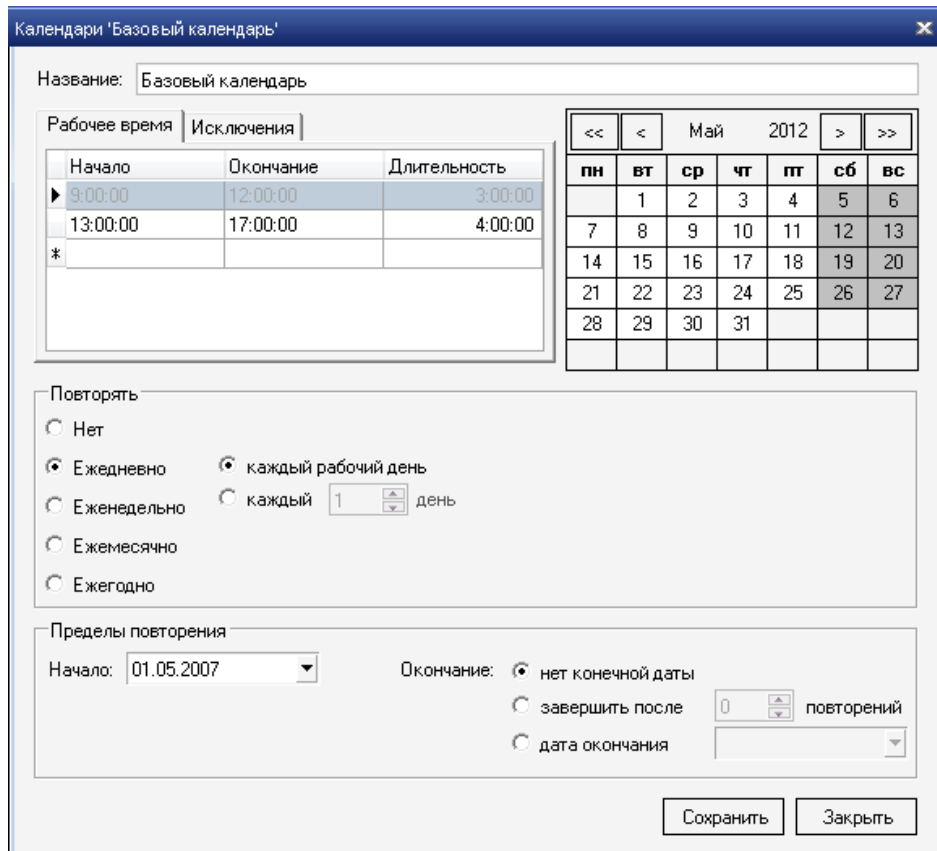 Календари 'Базовый календарь'
Название: Базовый календарь
Рабочее время Исключения
Начало Окончание Длительность
9:00:00 12:00:00 3:00:00
13:00:00 17:00:00 4:00:00
*
<< < Май 2012 > >>
пн вт ср чт пт сб вс
1 2 3 4 5 6
7 8 9 10 11 12 13
14 15 16 17 18 19 20
21 22 23 24 25 26 27
28 29 30 31
Повторять
Нет
Ежедневно каждый рабочий день
Еженедельно каждый 1 день
Ежемесячно
Ежегодно
Пределы повторения
Начало: 01.05.2007 Окончание: нет конечной даты
завершить после 0 повторений
дата окончания
Сохранить Закрыть